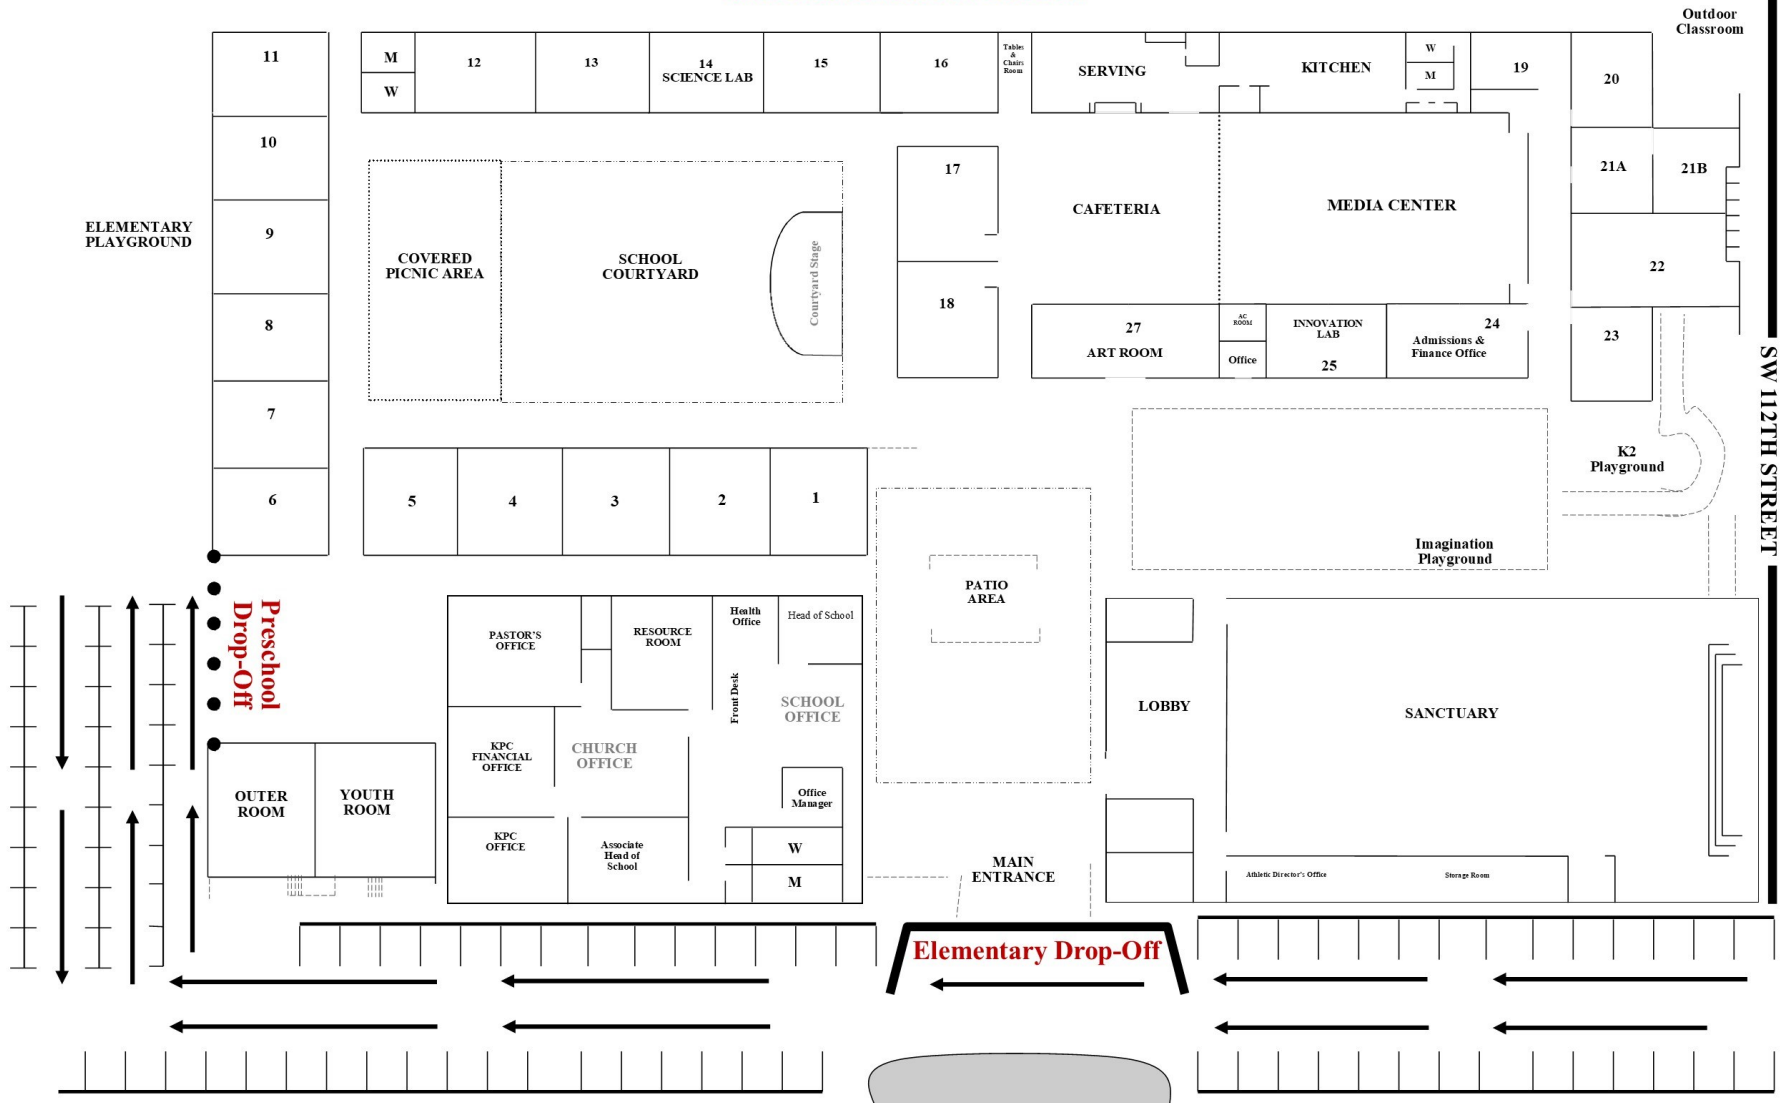 Outdoor
Classroom
11
M
W
12
13
14
SCIENCE LAB
15
16
Tables
&
Chairs
Room
SERVING
KITCHEN
W
M
19
20
10
17
21A
21B
ELEMENTARY
PLAYGROUND
9
COVERED
PICNIC AREA
SCHOOL
COURTYARD
Courtyard Stage
CAFETERIA
MEDIA CENTER
22
8
18
27
ART ROOM
AC
ROOM
Office
INNOVATION
LAB
25
24
Admissions &
Finance Office
23
SW 112TH STREET
7
K2
Playground
6
5
4
3
2
1
Imagination
Playground
PATIO
AREA
Preschool
Drop-Off
PASTOR'S
OFFICE
RESOURCE
ROOM
Health
Office
Head of School
Front Desk
SCHOOL
OFFICE
LOBBY
SANCTUARY
KPC
FINANCIAL
OFFICE
CHURCH
OFFICE
OUTER
ROOM
YOUTH
ROOM
Office
Manager
KPC
OFFICE
Associate
Head of
School
W
M
MAIN
ENTRANCE
Athletic Director's Office
Storage Room
Elementary Drop-Off